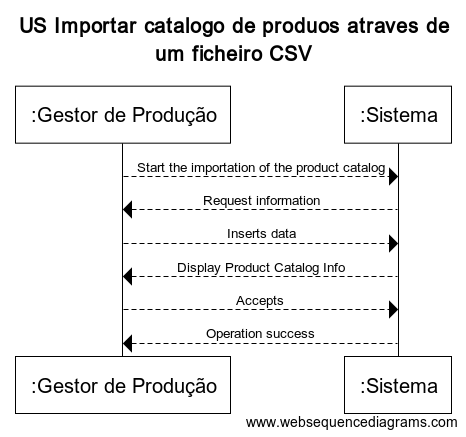 US Importar catalogo de produos atraves de
um ficheiro CSV
:Gestor de Produção
:Sistema
Start the importation of the product catalog
Request information
Inserts data
Display Product Catalog Info
Accepts
Operation success
:Gestor de Produção
:Sistema
www.websequencediagrams.com